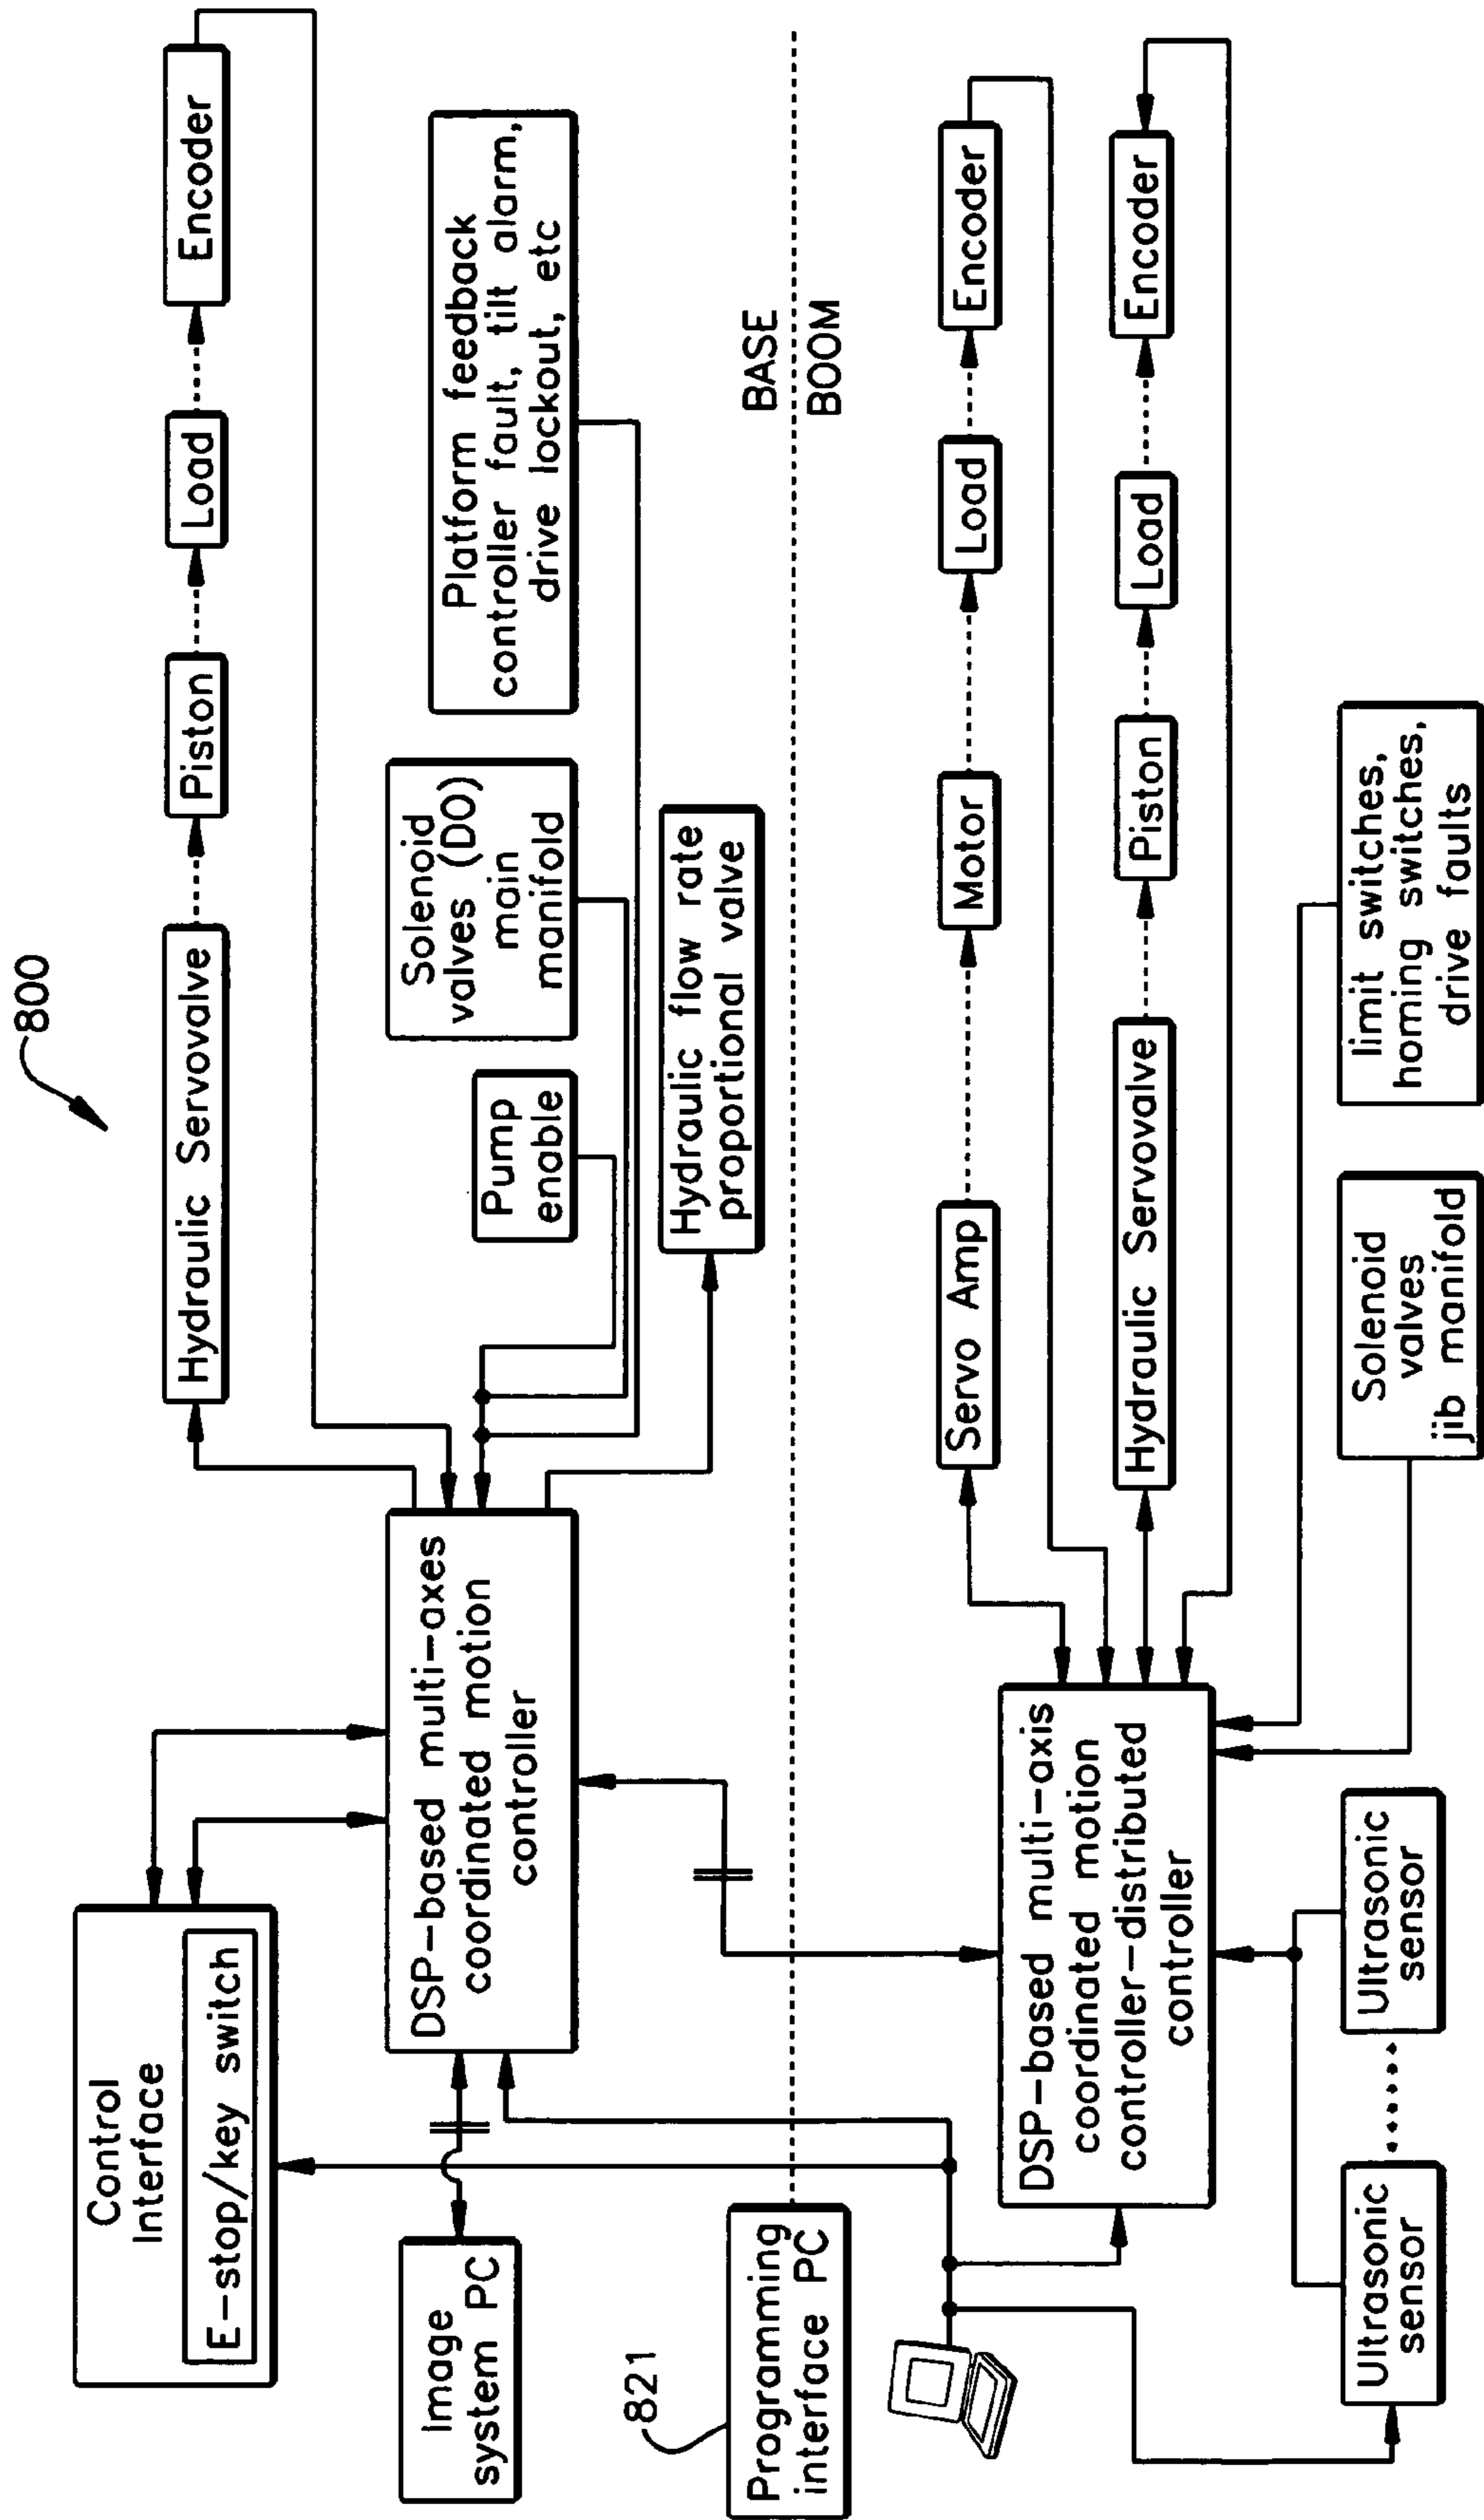 800
Control
Interface
E-stop/key switch
Hydraulic Servovalve
Piston
Load
Encoder
Image
system PC
DSP-based multi-axes
coordinated motion
controller
Pump
enable
Solenoid
valves (DO)
main
manifold
Platform feedback
controller fault, tilt alarm,
drive lockout, etc
Hydraulic flow rate
proportional valve
821
Programming
interface PC
BASE
BOOM
Servo Amp
Motor
Load
Encoder
DSP-based multi-axis
coordinated motion
controller-distributed
controller
Hydraulic Servovalve
Piston
Load
Encoder
Ultrasonic
sensor
Ultrasonic
sensor
Solenoid
valves
jib manifold
limit switches,
homing switches,
drive faults